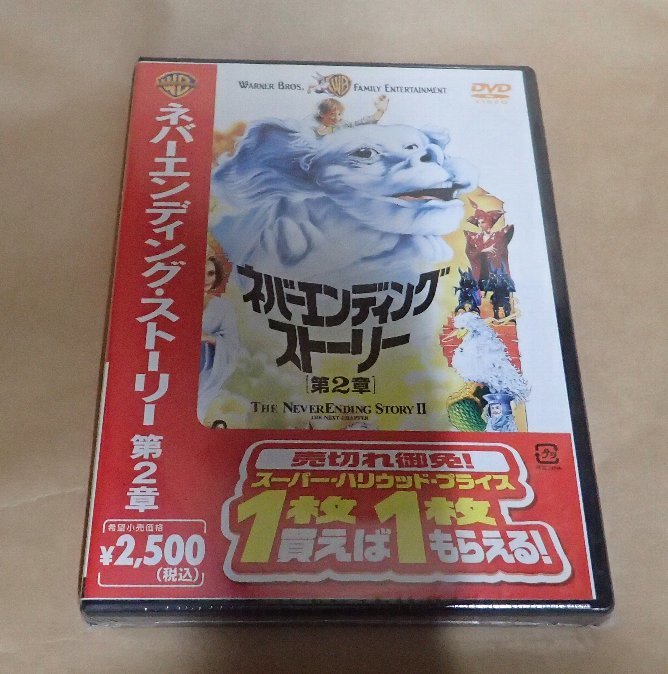 WARNER BROS. WB FAMILY ENTERTAINMENT
DVD
VIDEO
ネバーエンディング・ストーリー 第2章
ネバーエンディング
ストーリー
[第2章]
THE NEVERENDING STORY II
THE NEXT CHAPTER
売切れ御免!
スーパー・ハリウッド・プライス
1枚買えば1枚もらえる!
希望小売価格
¥2,500
(税込)